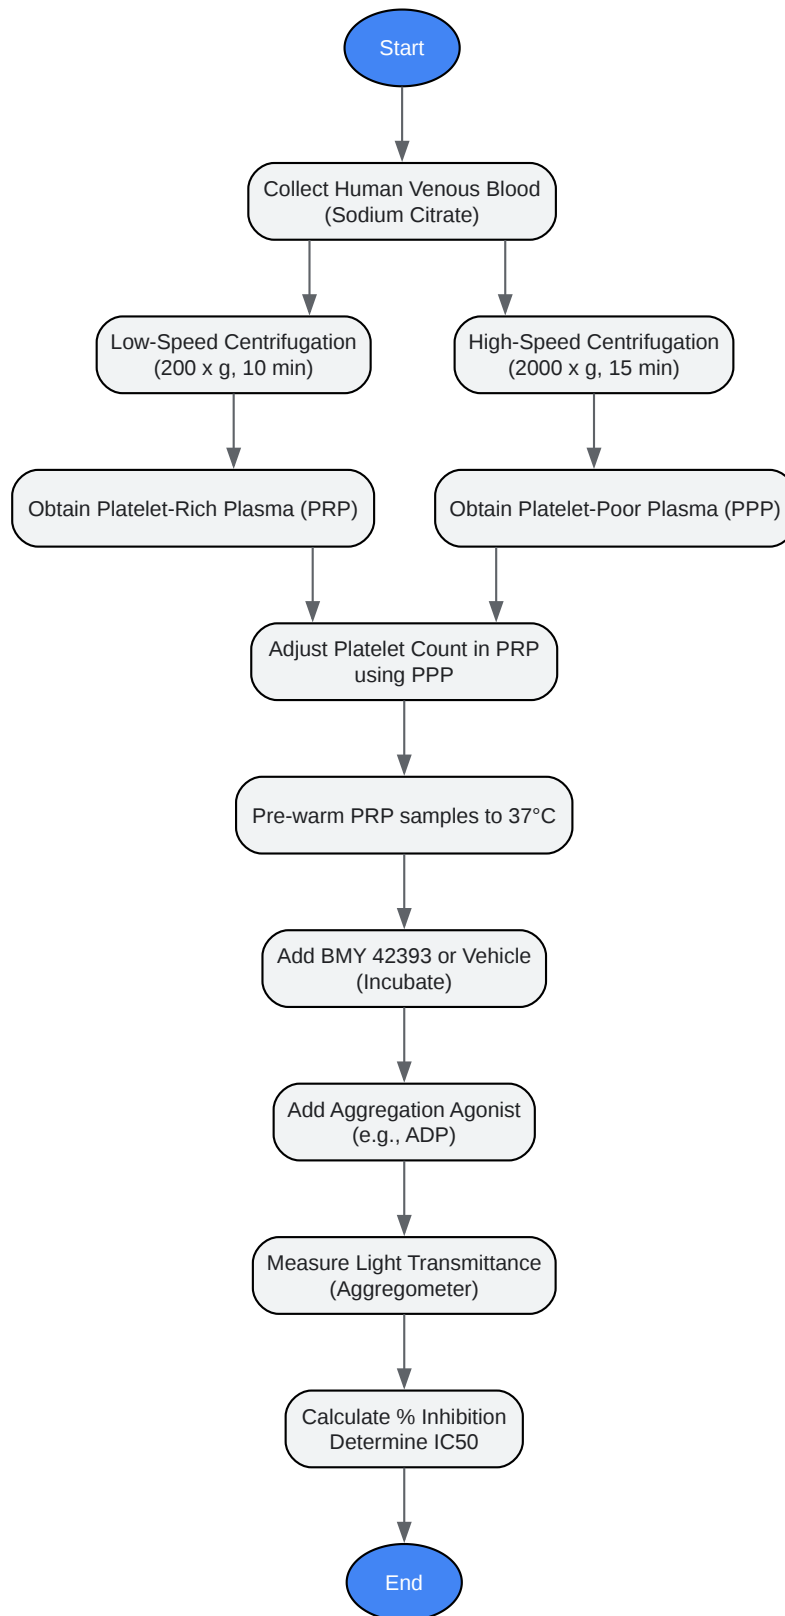 Start
Collect Human Venous Blood
(Sodium Citrate)
Low-Speed Centrifugation
(200 x g, 10 min)
High-Speed Centrifugation
(2000 x g, 15 min)
Obtain Platelet-Rich Plasma (PRP)
Obtain Platelet-Poor Plasma (PPP)
Adjust Platelet Count in PRP
using PPP
Pre-warm PRP samples to 37°C
Add BMY 42393 or Vehicle
(Incubate)
Add Aggregation Agonist
(e.g., ADP)
Measure Light Transmittance
(Aggregometer)
Calculate % Inhibition
Determine IC50
End